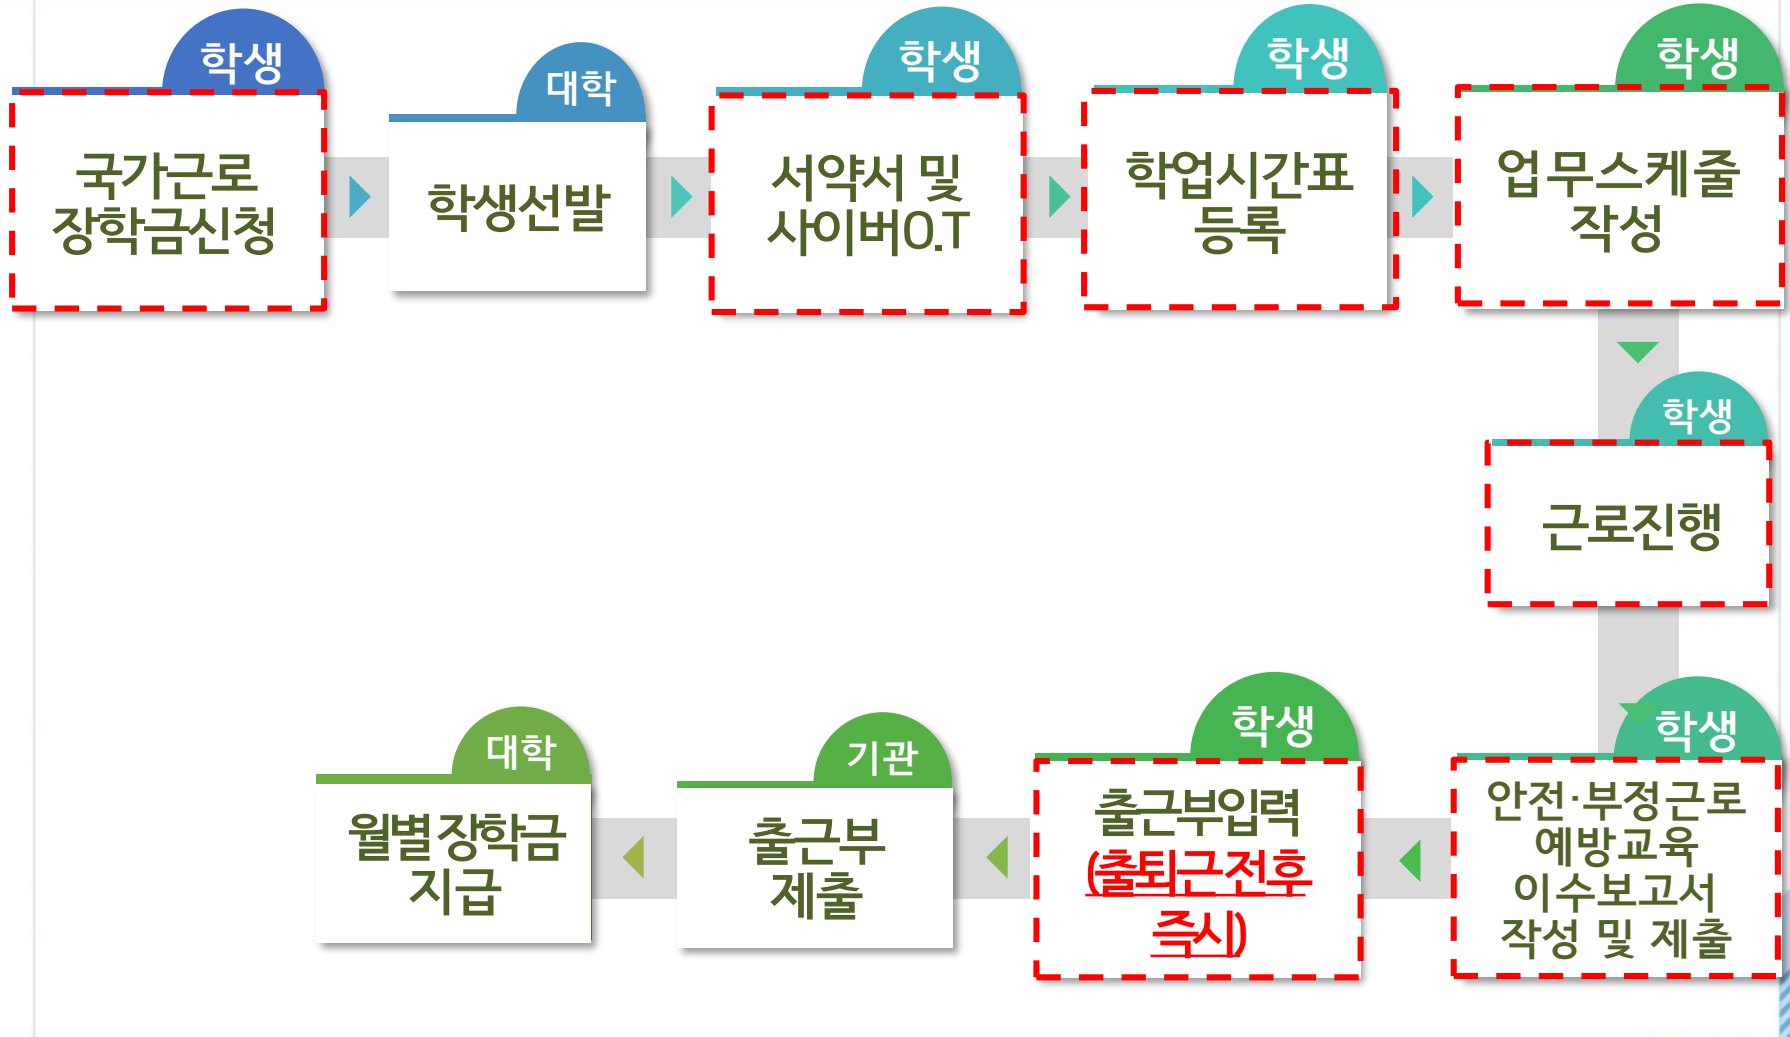 학생
국가근로
장학금신청
대학
학생선발
학생
서약서 및
사이버O.T
학생
학업시간표
등록
학생
업무스케줄
작성
학생
근로진행
학생
안전·부정근로
예방교육
이수보고서
작성 및 제출
학생
출근부입력
(출퇴근전후
즉시)
기관
출근부
제출
대학
월별 장학금
지급